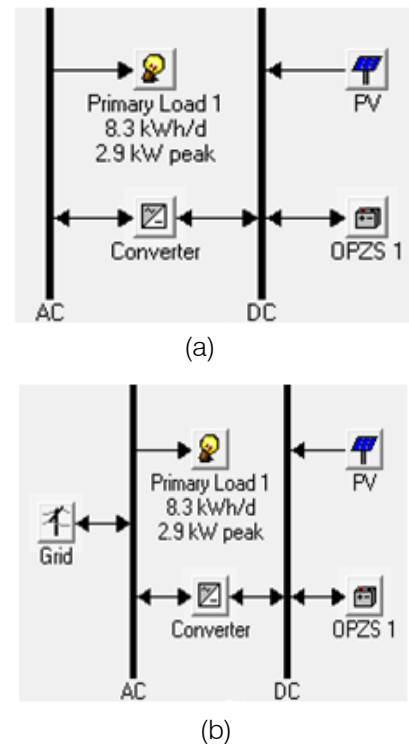 Primary Load 1
PV
8.3 kWh/d
2.9 kW peak
Converter
OPZS 1
AC
DC
(a)
Primary Load 1
PV
8.3 kWh/d
2.9 kW peak
Grid
Converter
OPZS 1
AC
DC
(b)